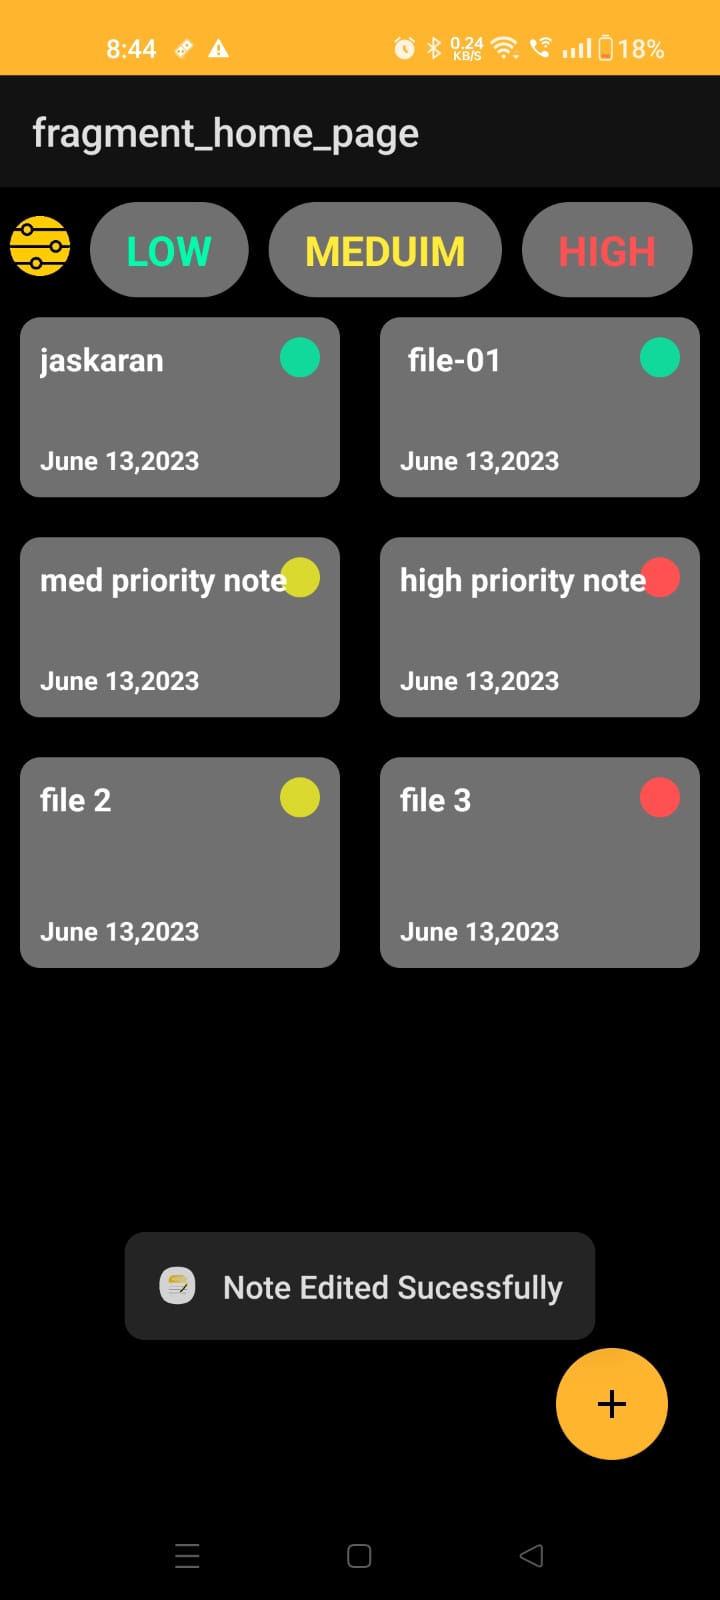 8:44 0.24 KB/S 18%
fragment_home_page
LOW MEDUIM HIGH
jaskaran file-01
June 13,2023 June 13,2023
med priority note high priority note
June 13,2023 June 13,2023
file 2 file 3
June 13,2023 June 13,2023
Note Edited Sucessfully